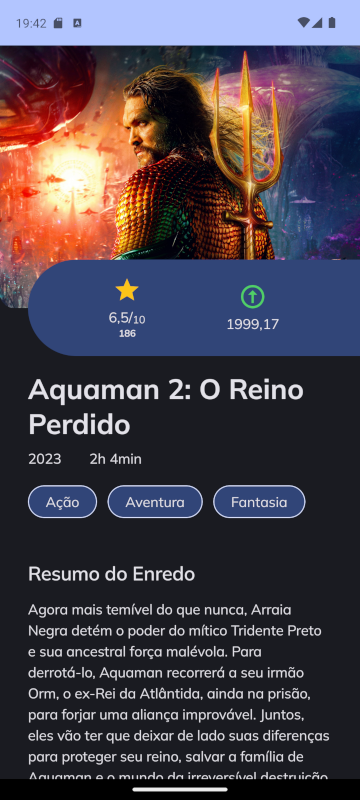 19:42
6,5/10
186
1999,17
Aquaman 2: O Reino
Perdido
2023 2h 4min
Ação Aventura Fantasia
Resumo do Enredo
Agora mais temível do que nunca, Arraia
Negra detém o poder do mítico Tridente Preto
e sua ancestral força malévola. Para
derrotá-lo, Aquaman recorrerá a seu irmão
Orm, o ex-Rei da Atlântida, ainda na prisão,
para forjar uma aliança improvável. Juntos,
eles vão ter que deixar de lado suas diferenças
para proteger seu reino, salvar a família de
Aquaman e o mundo da irreversível destruição